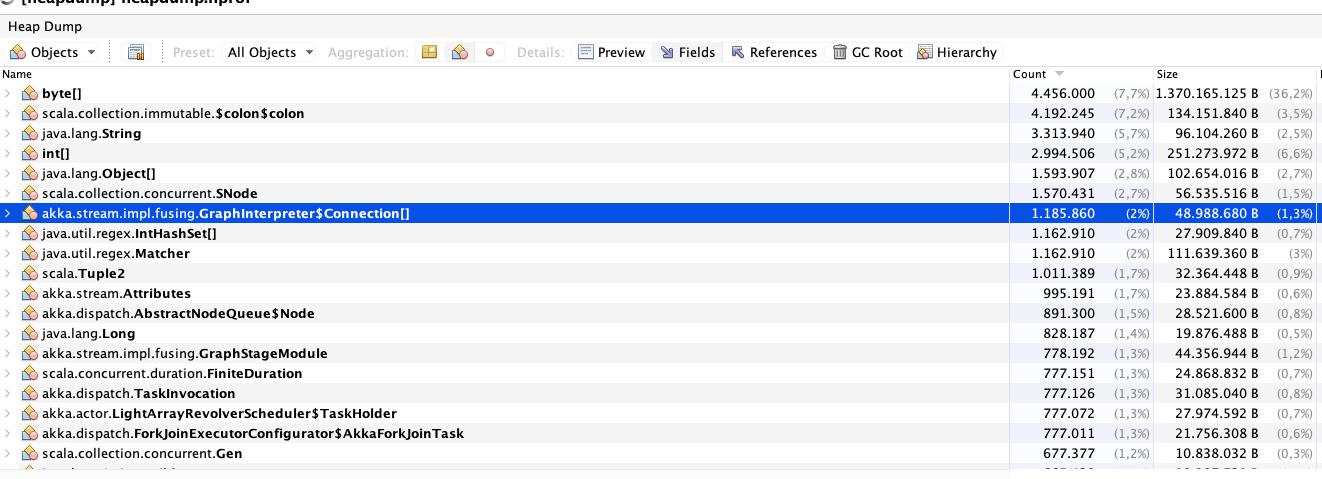 [heapdump] heapdump.hprof
Heap Dump
Objects Preset: All Objects Aggregation: Details: Preview Fields References GC Root Hierarchy
Name Count Size
byte[] 4.456.000 (7,7%) 1.370.165.125 B (36,2%)
scala.collection.immutable.$colon$colon 4.192.245 (7,2%) 134.151.840 B (3,5%)
java.lang.String 3.313.940 (5,7%) 96.104.260 B (2,5%)
int[] 2.994.506 (5,2%) 251.273.972 B (6,6%)
java.lang.Object[] 1.593.907 (2,8%) 102.654.016 B (2,7%)
scala.collection.concurrent.SNode 1.570.431 (2,7%) 56.535.516 B (1,5%)
akka.stream.impl.fusing.GraphInterpreter$Connection[] 1.185.860 (2%) 48.988.680 B (1,3%)
java.util.regex.IntHashSet[] 1.162.910 (2%) 27.909.840 B (0,7%)
java.util.regex.Matcher 1.162.910 (2%) 111.639.360 B (3%)
scala.Tuple2 1.011.389 (1,7%) 32.364.448 B (0,9%)
akka.stream.Attributes 995.191 (1,7%) 23.884.584 B (0,6%)
akka.dispatch.AbstractNodeQueue$Node 891.300 (1,5%) 28.521.600 B (0,8%)
java.lang.Long 828.187 (1,4%) 19.876.488 B (0,5%)
akka.stream.impl.fusing.GraphStageModule 778.192 (1,3%) 44.356.944 B (1,2%)
scala.concurrent.duration.FiniteDuration 777.151 (1,3%) 24.868.832 B (0,7%)
akka.dispatch.TaskInvocation 777.126 (1,3%) 31.085.040 B (0,8%)
akka.actor.LightArrayRevolverScheduler$TaskHolder 777.072 (1,3%) 27.974.592 B (0,7%)
akka.dispatch.ForkJoinExecutorConfigurator$AkkaForkJoinTask 777.011 (1,3%) 21.756.308 B (0,6%)
scala.collection.concurrent.Gen 677.377 (1,2%) 10.838.032 B (0,3%)